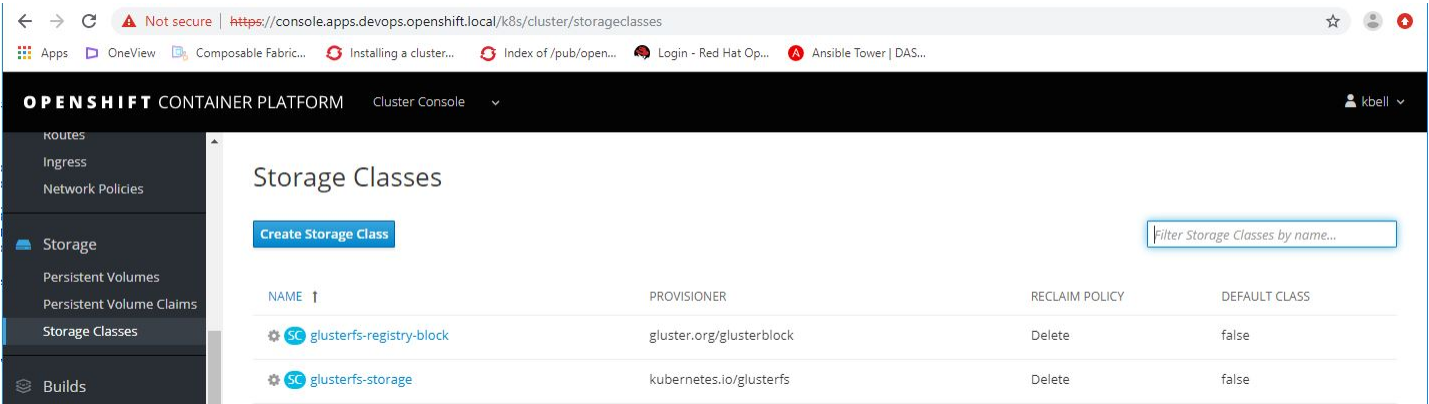 Not secure | https://console.apps.devops.openshift.local/k8s/cluster/storageclasses
Apps OneView Composable Fabric... Installing a cluster... Index of /pub/open... Login - Red Hat Op... Ansible Tower | DAS...
OPENSHIFT CONTAINER PLATFORM Cluster Console kbell
Routes
Ingress
Network Policies
Storage
Persistent Volumes
Persistent Volume Claims
Storage Classes
Builds
Storage Classes
Create Storage Class Filter Storage Classes by name...
NAME PROVISIONER RECLAIM POLICY DEFAULT CLASS
SC glusterfs-registry-block gluster.org/glusterblock Delete false
SC glusterfs-storage kubernetes.io/glusterfs Delete false